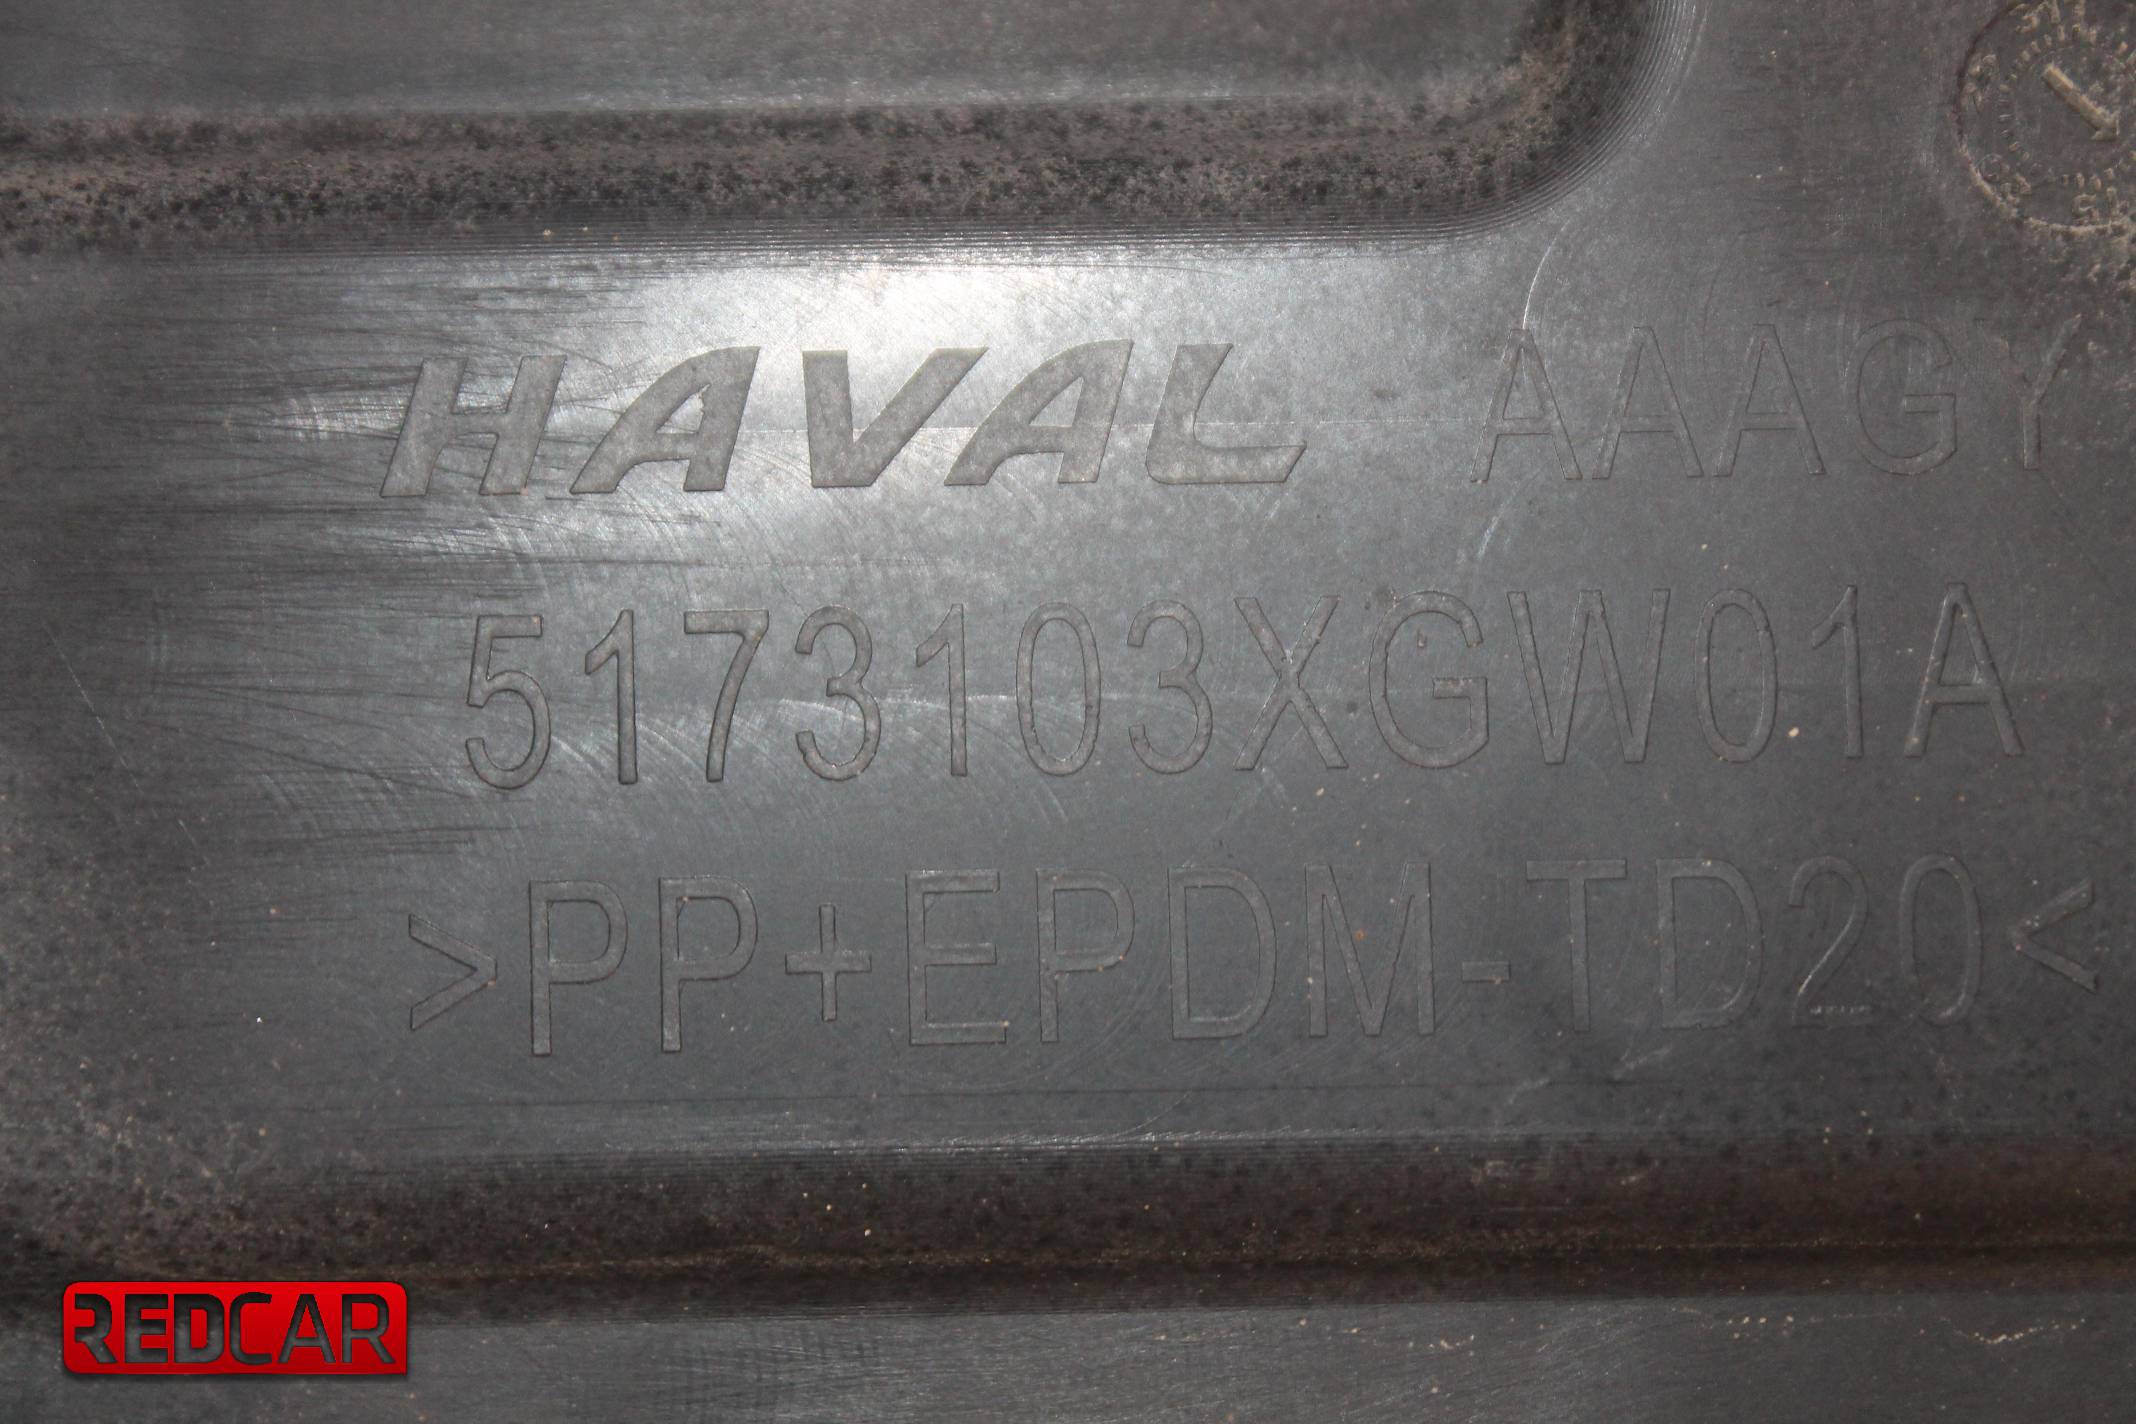 HAVAL AAAGY
5173103XGW01A
>PP+EPDM-TD20<
REDCAR